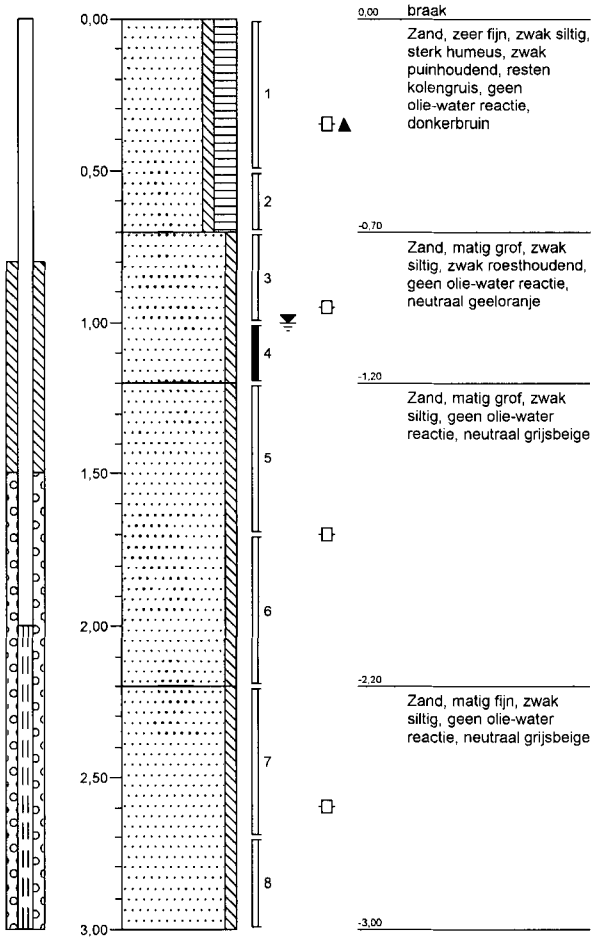 0,00
0,50
1,00
1,50
2,00
2,50
3,00
1
2
3
4
5
6
7
8
0,00
braak
Zand, zeer fijn, zwak siltig,
sterk humeus, zwak
puinhoudend, resten
kolengruis, geen
olie-water reactie,
donkerbruin
-0,70
Zand, matig grof, zwak
siltig, zwak roesthoudend,
geen olie-water reactie,
neutraal geeloranje
-1,20
Zand, matig grof, zwak
siltig, geen olie-water
reactie, neutraal grijsbeige
-2,20
Zand, matig fijn, zwak
siltig, geen olie-water
reactie, neutraal grijsbeige
-3,00